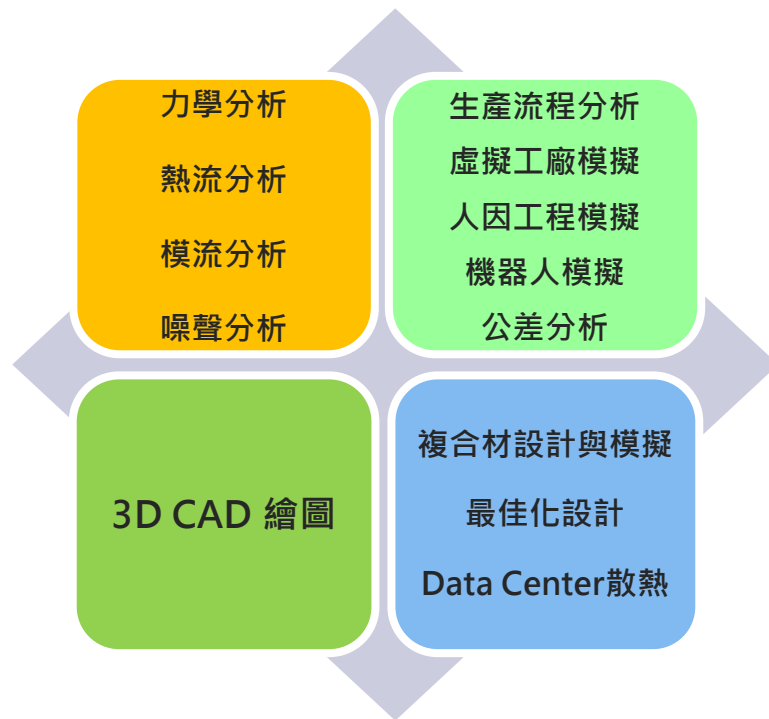 力學分析
熱流分析
模流分析
噪聲分析
生產流程分析
虛擬工廠模擬
人因工程模擬
機器人模擬
公差分析
3D CAD 繪圖
複合材設計與模擬
最佳化設計
Data Center散熱